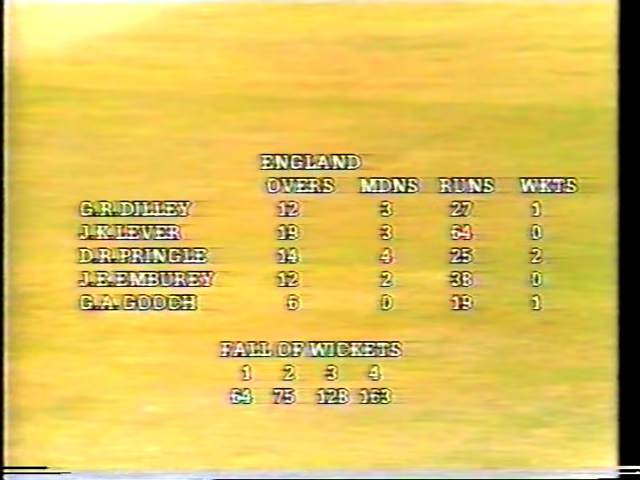 ENGLAND
OVERS MDNS RUNS WKTS
G.R.DILLEY 12 3 27 1
J.K.LEVER 19 3 64 0
D.R.PRINGLE 14 4 25 2
J.E.EMBUREY 12 2 38 0
G.A.GOOCH 6 0 19 1
FALL OF WICKETS
1 2 3 4
64 75 128 163